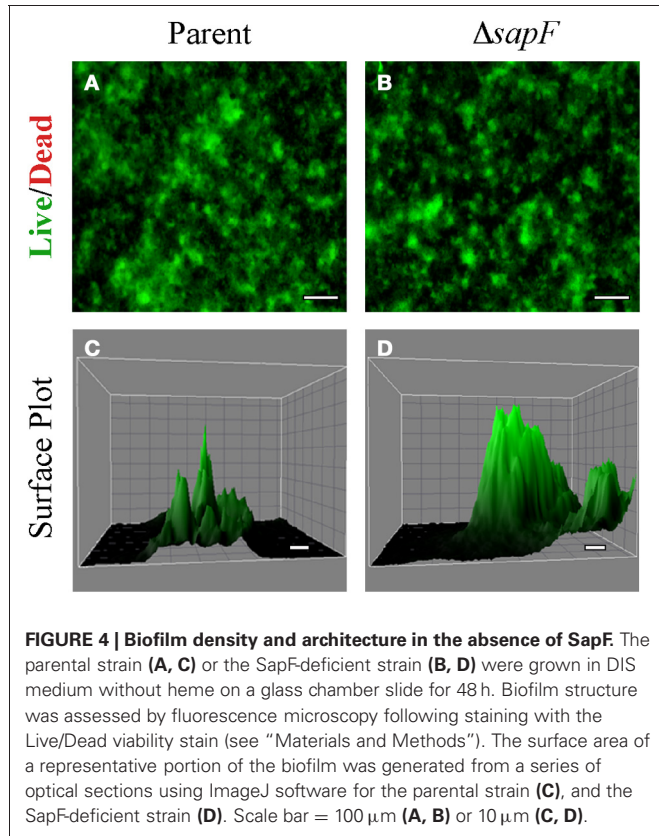 Parent
ΔsapF
Live/Dead
A
B
Surface Plot
C
D
FIGURE 4 | Biofilm density and architecture in the absence of SapF. The
parental strain (A, C) or the SapF-deficient strain (B, D) were grown in DIS
medium without heme on a glass chamber slide for 48 h. Biofilm structure
was assessed by fluorescence microscopy following staining with the
Live/Dead viability stain (see “Materials and Methods”). The surface area of
a representative portion of the biofilm was generated from a series of
optical sections using ImageJ software for the parental strain (C), and the
SapF-deficient strain (D). Scale bar = 100 μm (A, B) or 10 μm (C, D).